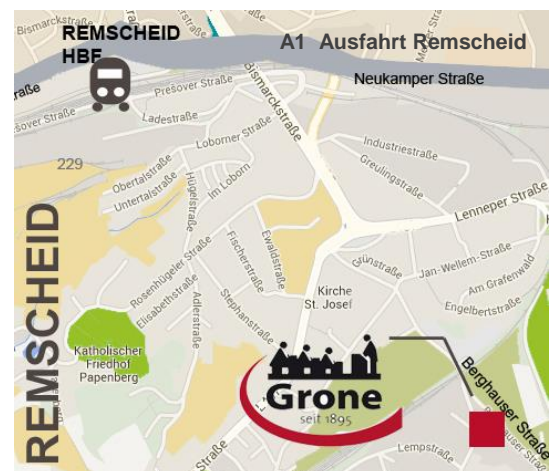 Bismarckstraße
REMSCHEID
HBF
A1 Ausfahrt Remscheid
Neukamper Straße
Prešover Straße
Ladestraße
Bismarckstraße
Loborner Straße
Industriestraße
Greulingstraße
229
Obertalstraße
Untertalstraße
Hügelstraße
Im Loborn
Lenneper Straße
Rosenhügeler Straße
Fischerstraße
Ewaldstraße
Grünstraße
Jan-Wellem-Straße
Am Grafenwald
Engelbertstraße
Elisabethstraße
Adlerstraße
Stephanstraße
Kirche
St. Josef
Katholischer
Friedhof
Papenberg
REMSCHEID
Grone
seit 1895
Berghauser Straße
Lempstraße